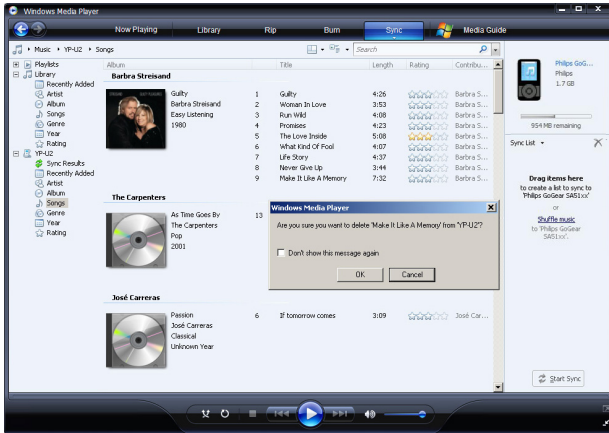 Windows Media Player
Now Playing
Library
Rip
Burn
Sync
Media Guide
Music ▸ YP-U2 ▸ Songs
Search
Playlists
Library
Recently Added
Artist
Album
Songs
Genre
Year
Rating
YP-U2
Sync Results
Recently Added
Artist
Album
Songs
Genre
Year
Rating
Album Title Length Rating Contribu...
Barbra Streisand
Guilty
Barbra Streisand
Easy Listening
1980
1 Guilty 4:26 Barbra S...
2 Woman In Love 3:53 Barbra S...
3 Run Wild 4:08 Barbra S...
4 Promises 4:23 Barbra S...
5 The Love Inside 5:08 Barbra S...
6 What Kind Of Fool 4:07 Barbra S...
7 Life Story 4:37 Barbra S...
8 Never Give Up 3:44 Barbra S...
9 Make It Like A Memory 7:32 Barbra S...
The Carpenters
As Time Goes By
The Carpenters
Pop
2001
13
Windows Media Player
Are you sure you want to delete 'Make It Like A Memory' from 'YP-U2'?
Don't show this message again
OK
Cancel
José Carreras
Passion
José Carreras
Classical
Unknown Year
6 If tomorrow comes 3:09 José Car...
Philips GoG...
Philips
1.7 GB
954 MB remaining
Sync List
Drag items here
to create a list to sync to
'Philips GoGear SA51xx'.
or
Shuffle music
to 'Philips GoGear
SA51xx'.
Start Sync